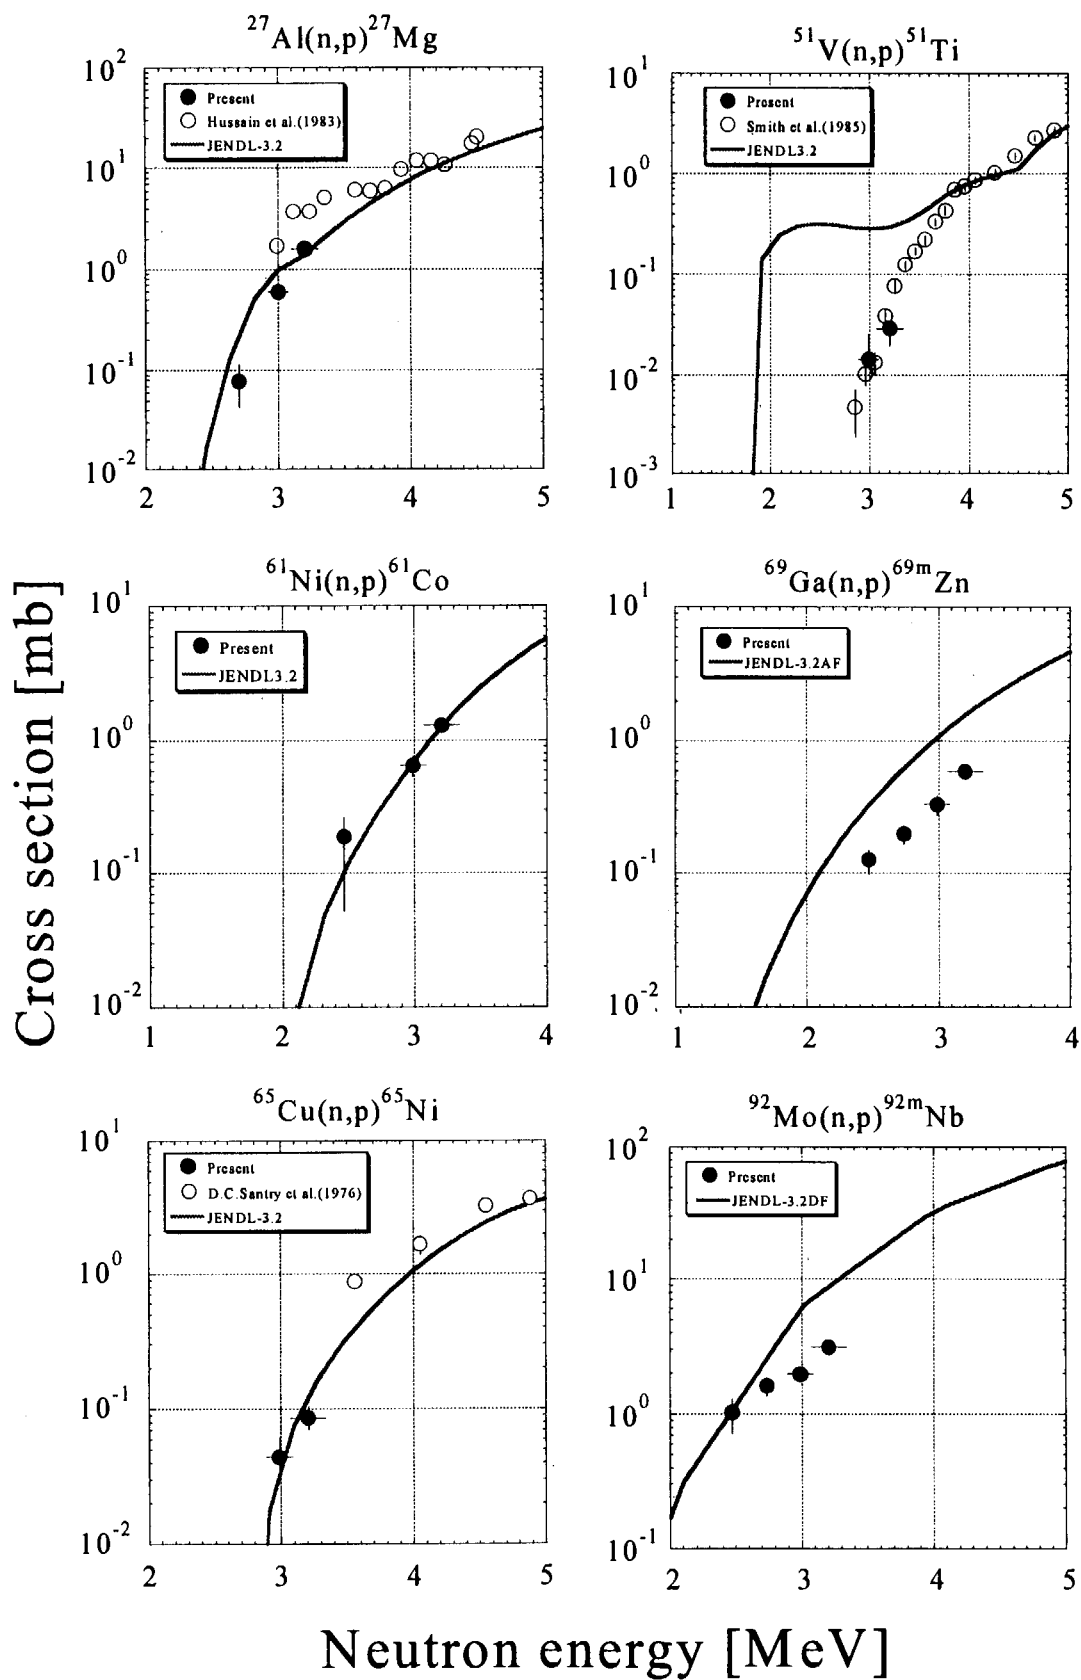 ²⁷Al(n,p)²⁷Mg
10²
10¹
10⁰
10⁻¹
10⁻²
Present
Hussain et al.(1983)
JENDL-3.2
2 3 4 5
⁵¹V(n,p)⁵¹Ti
10¹
10⁰
10⁻¹
10⁻²
10⁻³
Present
Smith et al.(1985)
JENDL3.2
1 2 3 4 5
⁶¹Ni(n,p)⁶¹Co
10¹
10⁰
10⁻¹
10⁻²
Present
JENDL3.2
1 2 3 4
⁶⁹Ga(n,p)⁶⁹ᵐZn
10¹
10⁰
10⁻¹
10⁻²
Present
JENDL-3.2AF
1 2 3 4
Cross section [mb]
⁶⁵Cu(n,p)⁶⁵Ni
10¹
10⁰
10⁻¹
10⁻²
Present
D.C.Santry et al.(1976)
JENDL-3.2
2 3 4 5
⁹²Mo(n,p)⁹²ᵐNb
10²
10¹
10⁰
10⁻¹
Present
JENDL-3.2DF
2 3 4 5
Neutron energy [MeV]